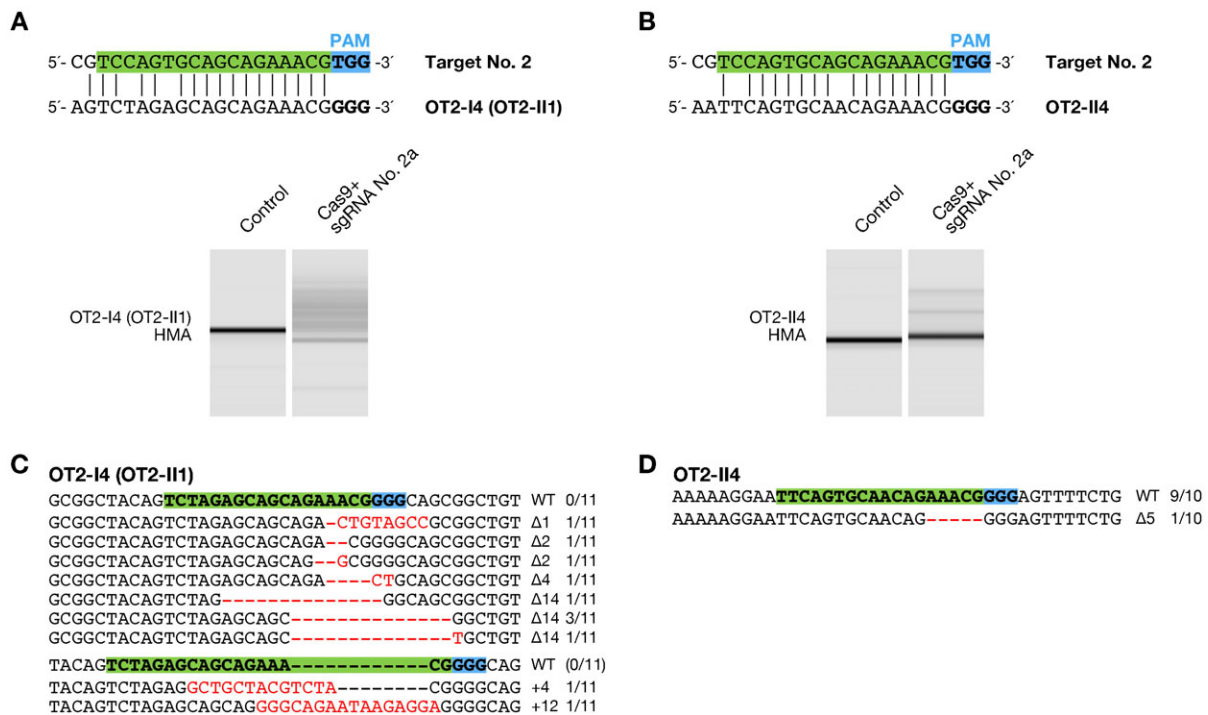 A
PAM
5´- CGTCCAGTGCAGCAGAAACGTGG -3´ Target No. 2
5´- AGTCTAGAGCAGCAGAAACGGGG -3´ OT2-I4 (OT2-II1)
Control
Cas9+
sgRNA No. 2a
OT2-I4 (OT2-II1)
HMA
B
PAM
5´- CGTCCAGTGCAGCAGAAACGTGG -3´ Target No. 2
5´- AATTCAGTGCAACAGAAACGGGG -3´ OT2-II4
Control
Cas9+
sgRNA No. 2a
OT2-II4
HMA
C
OT2-I4 (OT2-II1)
GCGGCTACAGTCTAGAGCAGCAGAAACGGGGCAGCGGCTGT WT 0/11
GCGGCTACAGTCTAGAGCAGCAGA-CTGTAGCCGCGGCTGT Δ1 1/11
GCGGCTACAGTCTAGAGCAGCAGA--CGGGGCAGCGGCTGT Δ2 1/11
GCGGCTACAGTCTAGAGCAGCAG--GCGGGGCAGCGGCTGT Δ2 1/11
GCGGCTACAGTCTAGAGCAGCAGA----CTGCAGCGGCTGT Δ4 1/11
GCGGCTACAGTCTAG--------------GGCAGCGGCTGT Δ14 1/11
GCGGCTACAGTCTAGAGCAGC--------------GGCTGT Δ14 3/11
GCGGCTACAGTCTAGAGCAGC--------------TGCTGT Δ14 1/11
TACAGTCTAGAGCAGCAGAAA------------CGGGGCAG WT (0/11)
TACAGTCTAGAGGCTGCTACGTCTA--------CGGGGCAG +4 1/11
TACAGTCTAGAGCAGCAGGGGCAGAATAAGAGGAGGGGCAG +12 1/11
D
OT2-II4
AAAAAGGAATTCAGTGCAACAGAAACGGGGAGTTTTCTG WT 9/10
AAAAAGGAATTCAGTGCAACAG-----GGGAGTTTTCTG Δ5 1/10